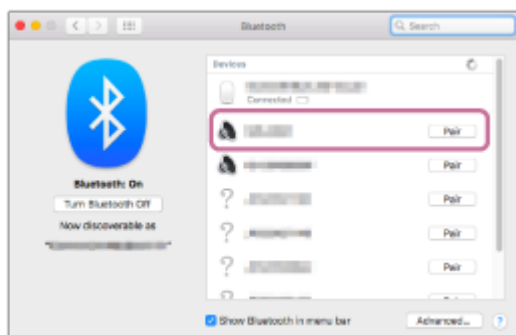 Bluetooth
Search
Devices
Connected
Pair
Pair
Pair
Pair
Pair
Bluetooth: On
Turn Bluetooth Off
Now discoverable as
Show Bluetooth in menu bar
Advanced...
?